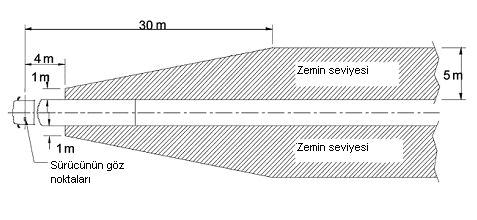 30 m
4 m
1 m
Zemin seviyesi
5 m
1 m
Zemin seviyesi
Sürücünün göz
noktaları